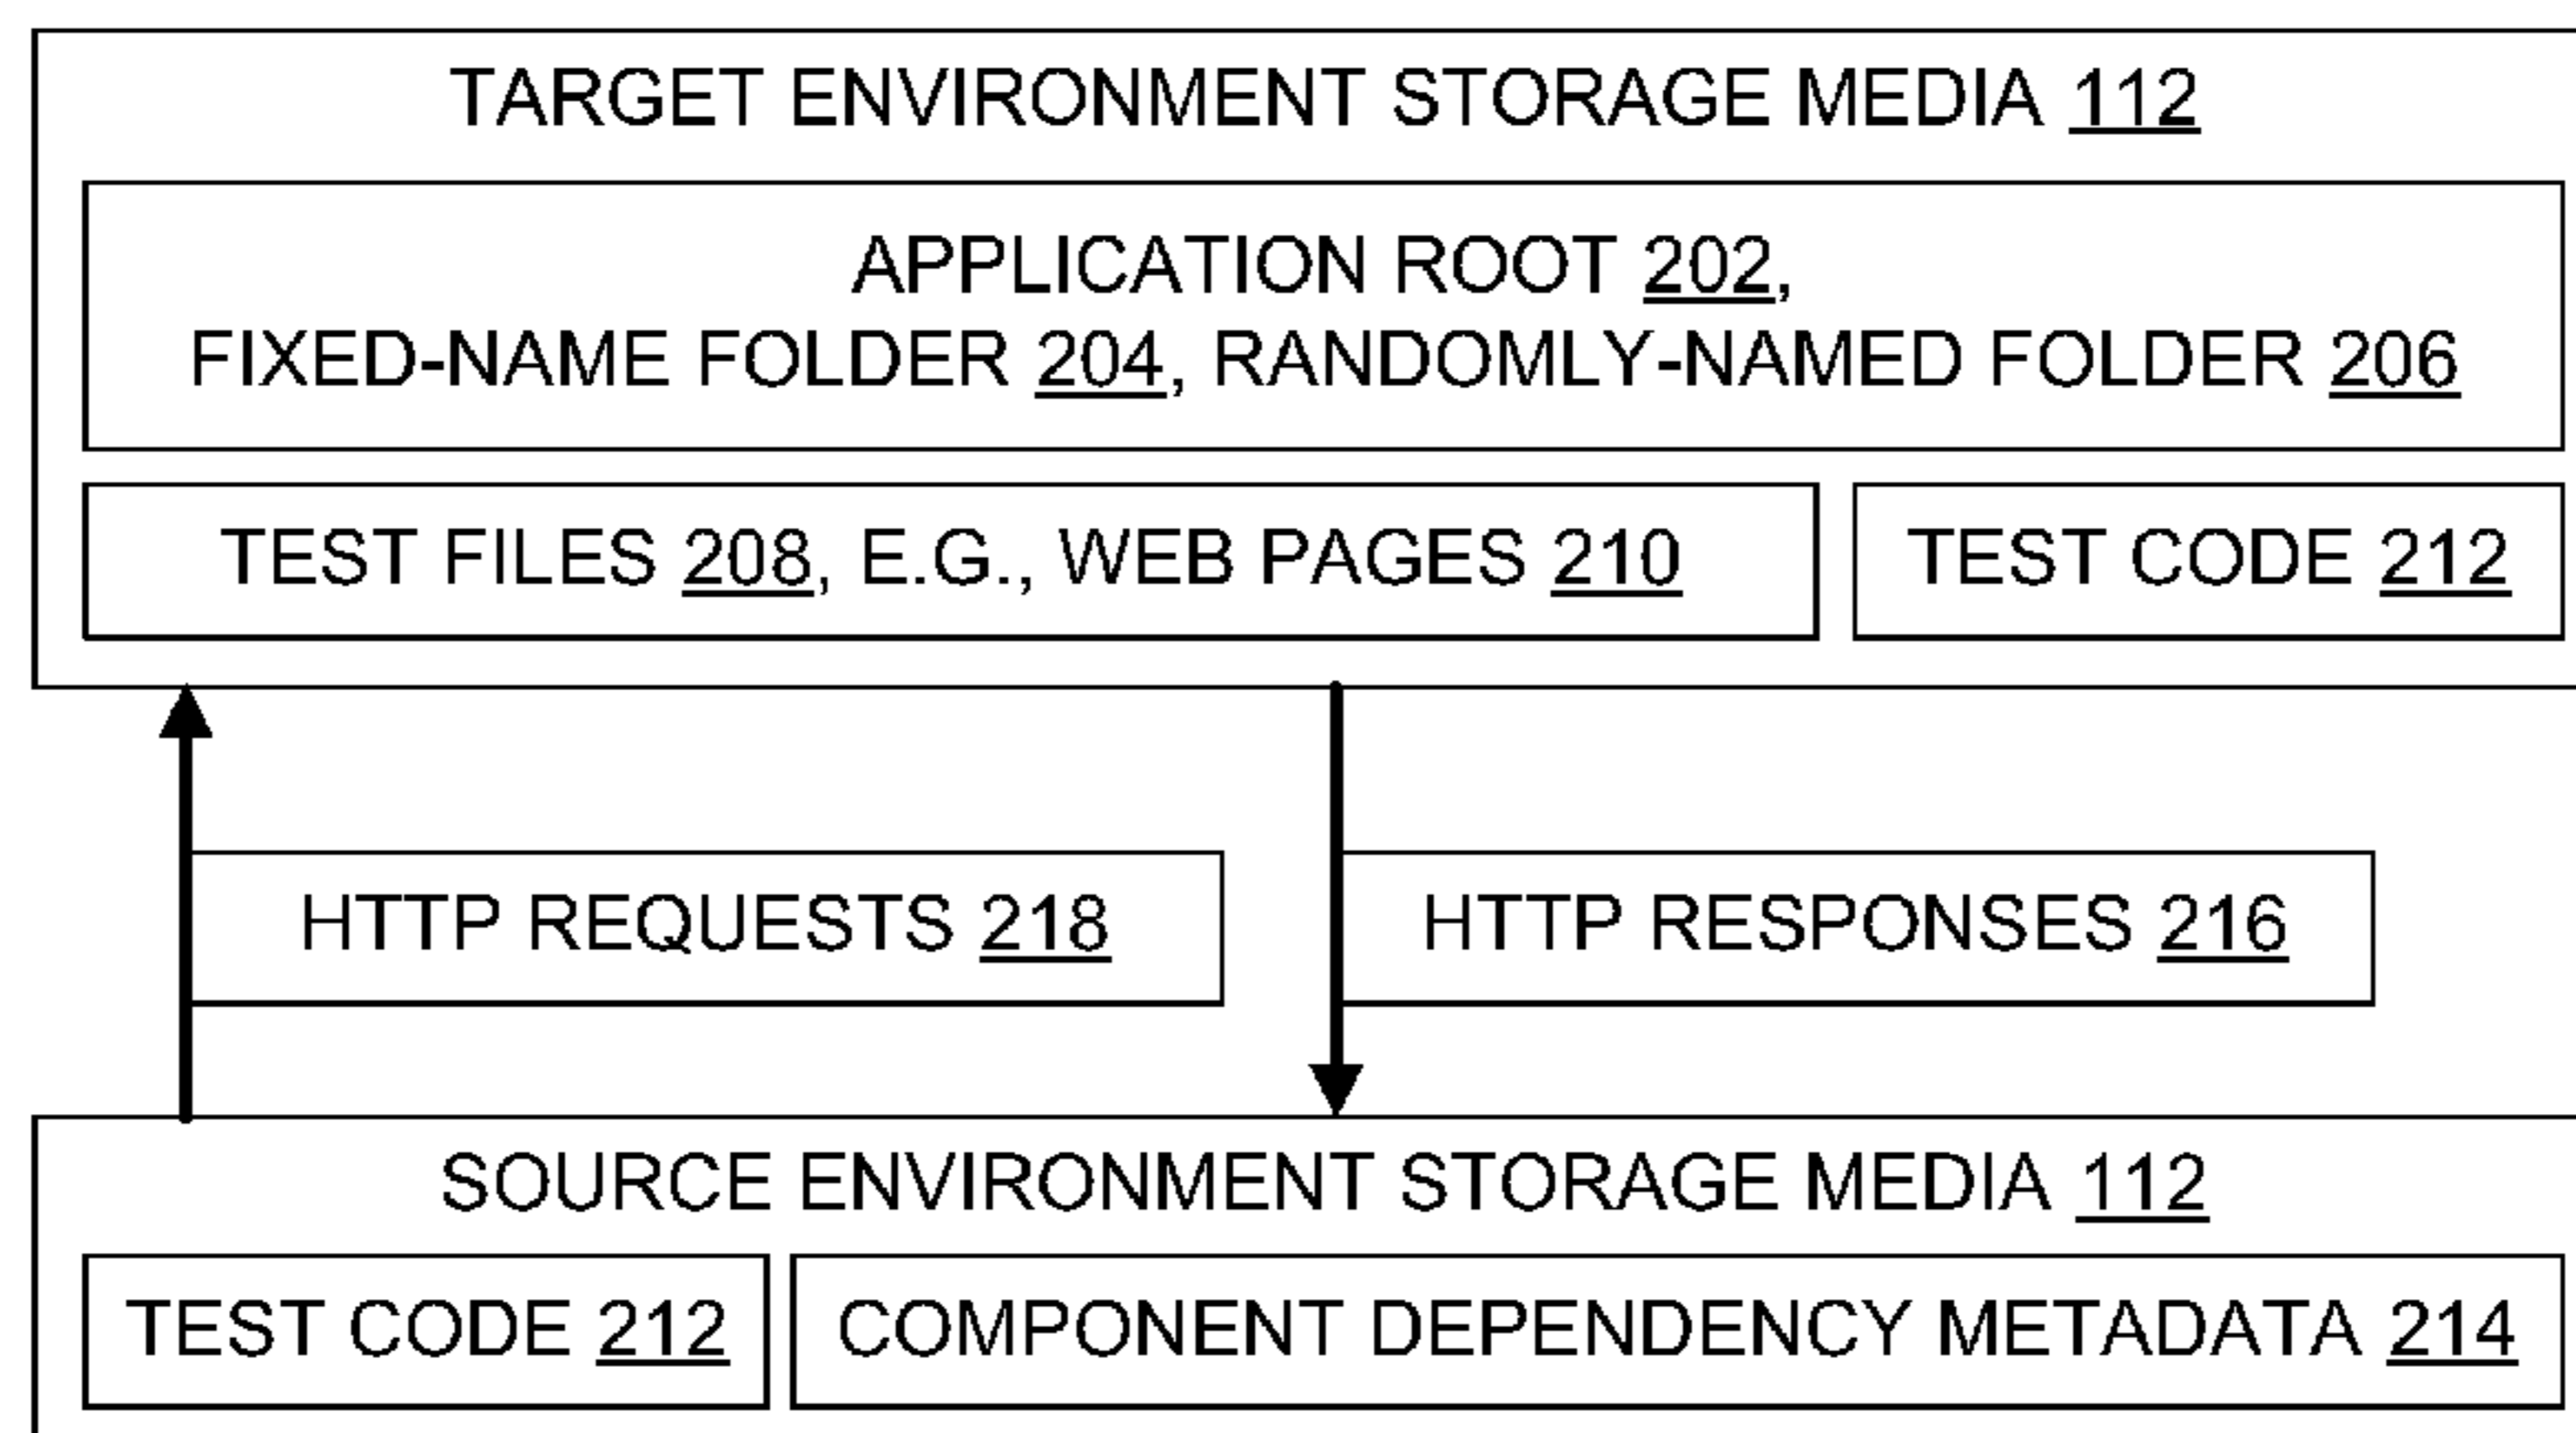 TARGET ENVIRONMENT STORAGE MEDIA 112
APPLICATION ROOT 202,
FIXED-NAME FOLDER 204, RANDOMLY-NAMED FOLDER 206
TEST FILES 208, E.G., WEB PAGES 210
TEST CODE 212
HTTP REQUESTS 218
HTTP RESPONSES 216
SOURCE ENVIRONMENT STORAGE MEDIA 112
TEST CODE 212
COMPONENT DEPENDENCY METADATA 214